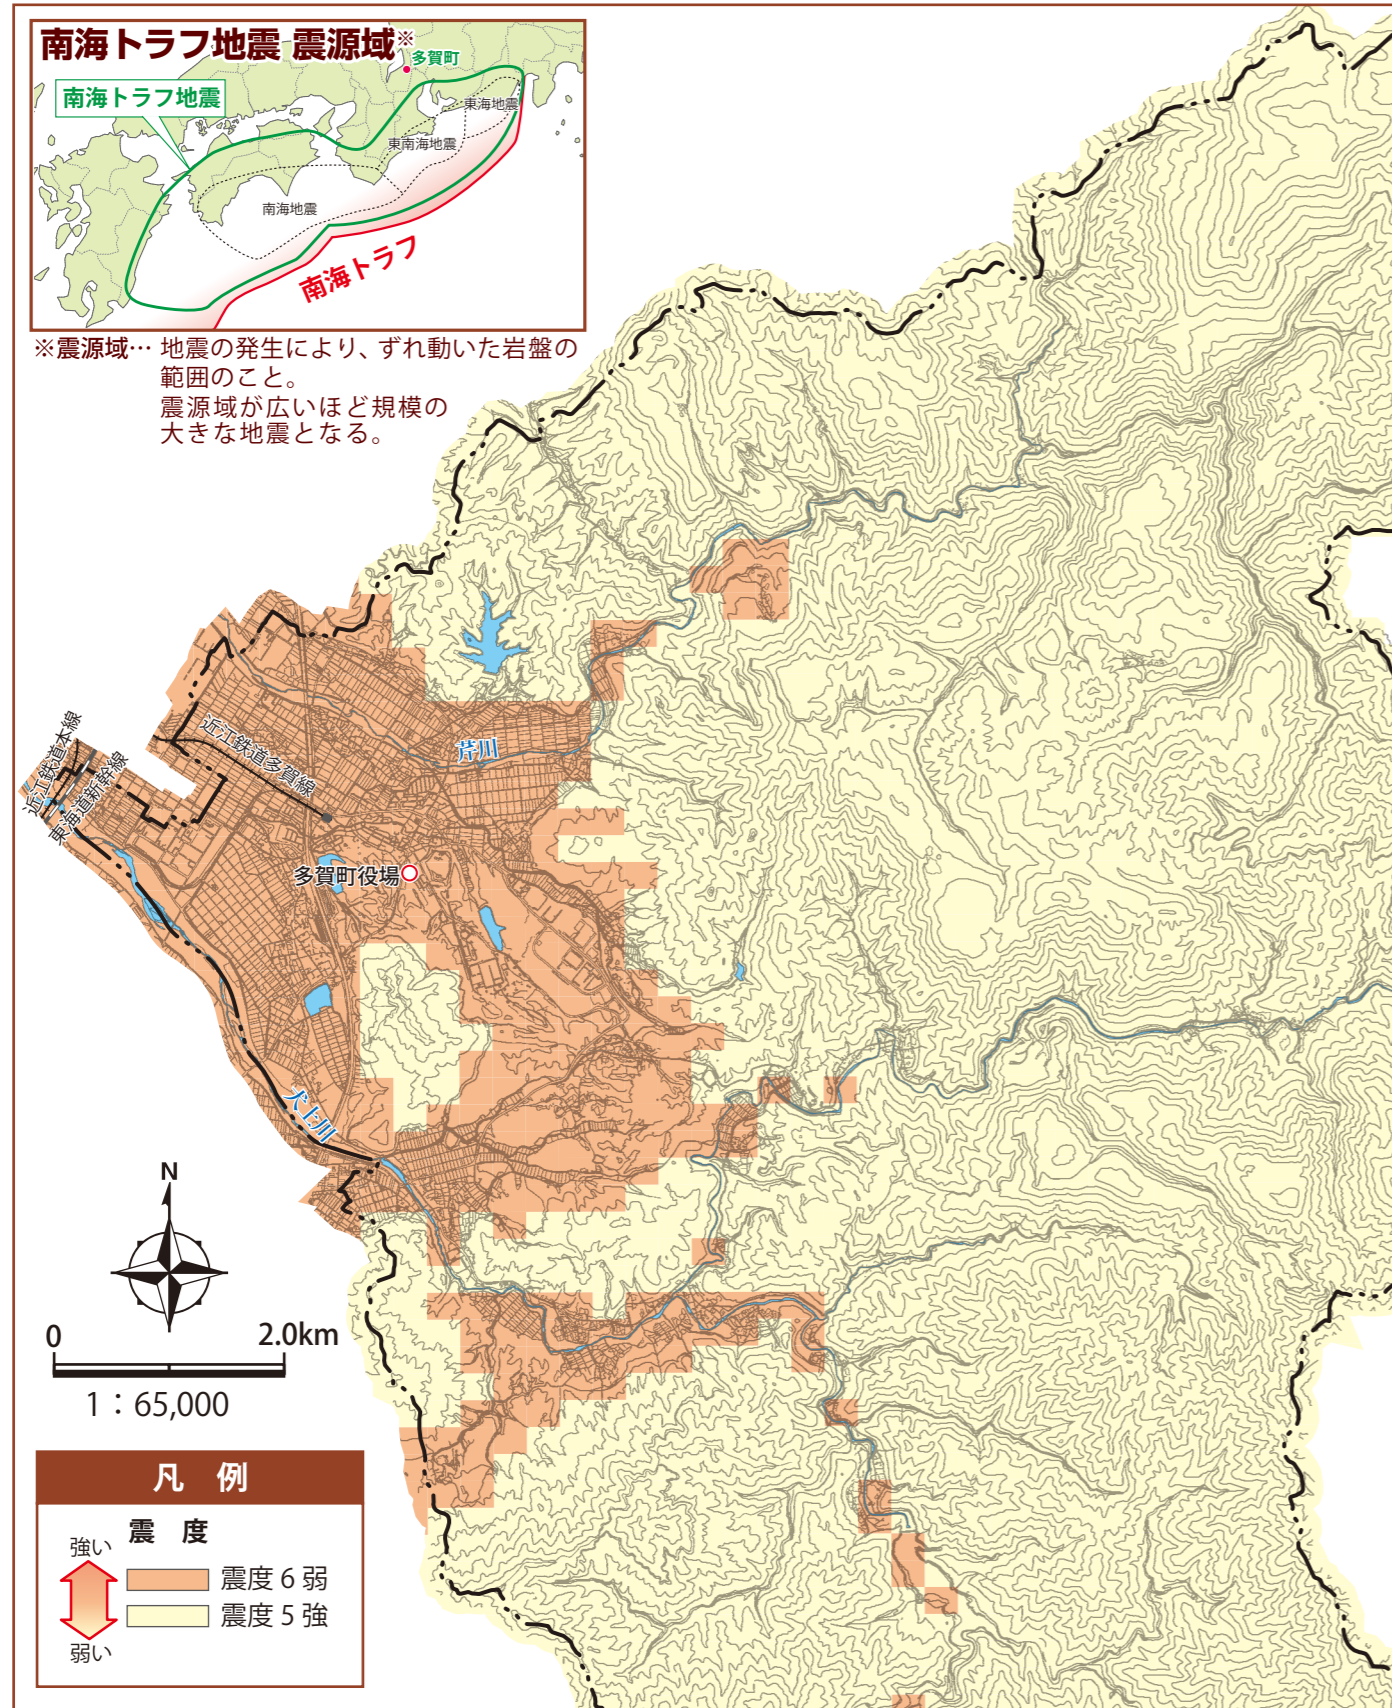 南海トラフ地震 震源域※
多賀町
南海トラフ地震
東海地震
東南海地震
南海地震
南海トラフ
※震源域… 地震の発生により、ずれ動いた岩盤の
範囲のこと。
震源域が広いほど規模の
大きな地震となる。
近江鉄道本線
東海道新幹線
近江鉄道多賀線
芹川
多賀町役場
犬上川
N
0 2.0km
1：65,000
凡 例
震 度
強い
震度 6 弱
震度 5 強
弱い